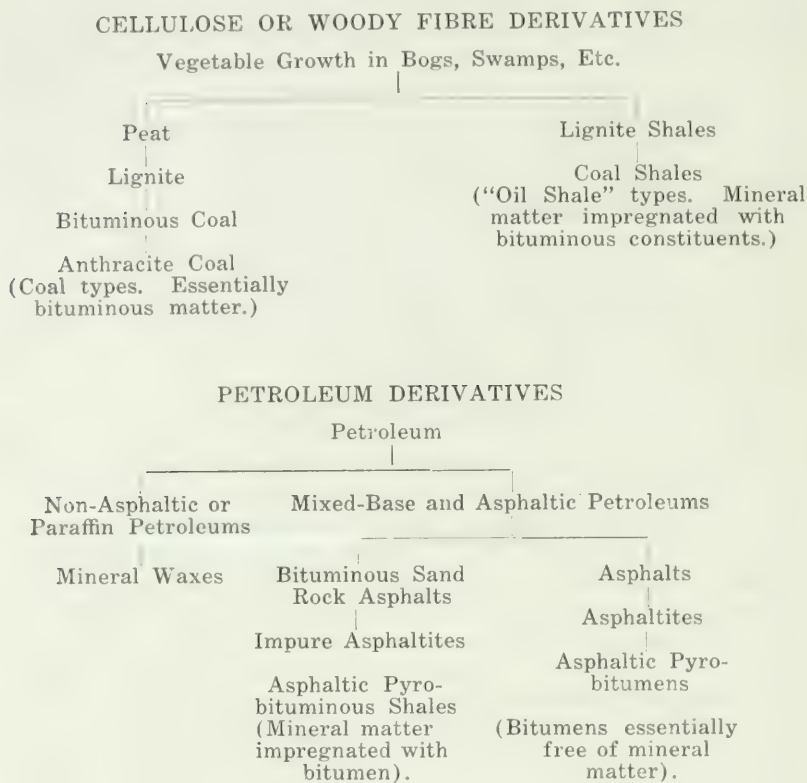 CELLULOSE OR WOODY FIBRE DERIVATIVES
Vegetable Growth in Bogs, Swamps, Etc.
Peat
Lignite
Bituminous Coal
Anthracite Coal
(Coal types. Essentially
bituminous matter.)
Lignite Shales
Coal Shales
("Oil Shale" types. Mineral
matter impregnated with
bituminous constituents.)
PETROLEUM DERIVATIVES
Petroleum
Non-Asphaltic or
Paraffin Petroleums
Mineral Waxes
Mixed-Base and Asphaltic Petroleums
Bituminous Sand
Rock Asphalts
Impure Asphaltites
Asphaltic Pyro-
bituminous Shales
(Mineral matter
impregnated with
bitumen).
Asphalts
Asphaltites
Asphaltic Pyro-
bitumens
(Bitumens essentially
free of mineral
matter).